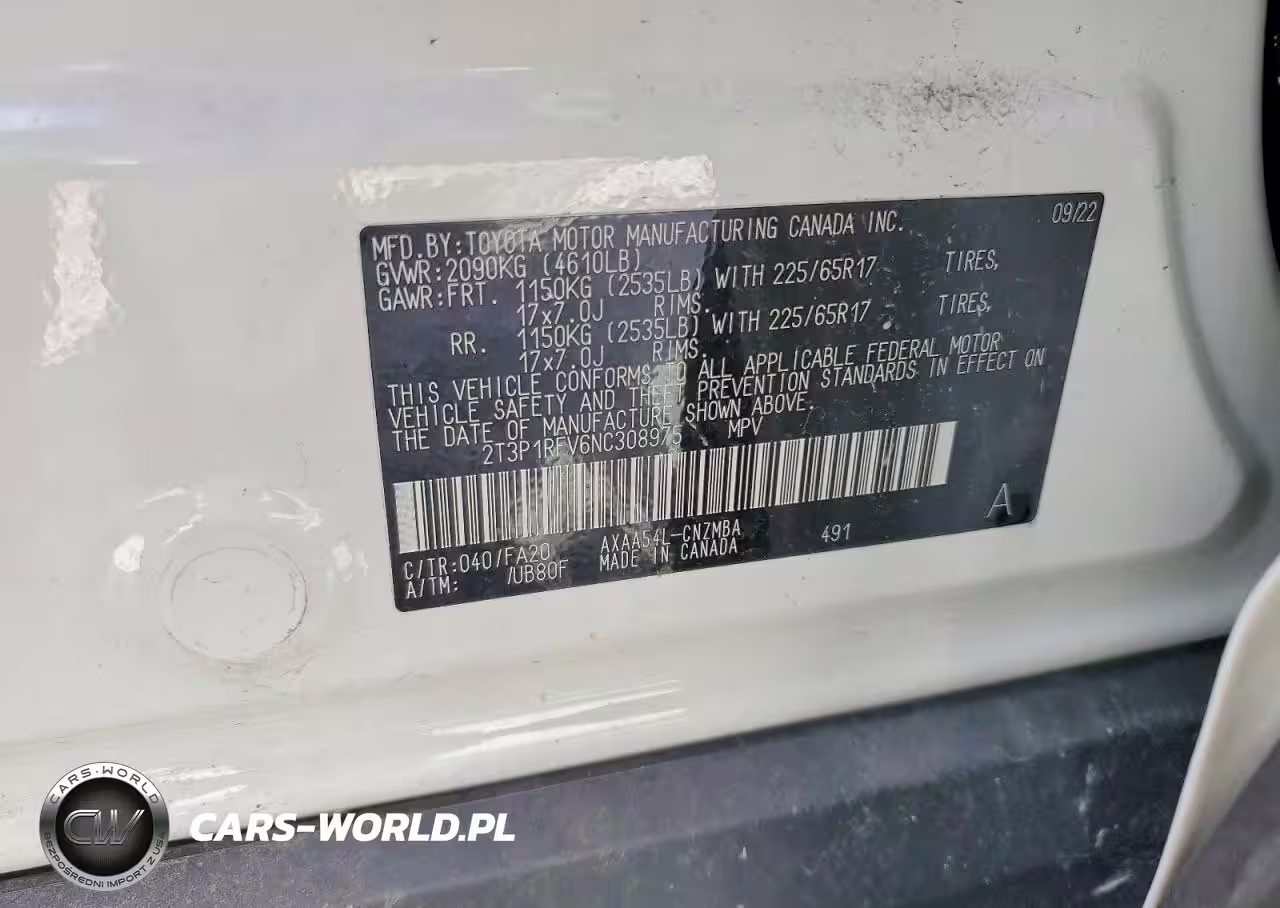 09/22
MFD.BY:TOYOTA MOTOR MANUFACTURING CANADA INC.
GVWR:2090KG (4610LB)
GAWR:FRT. 1150KG (2535LB) WITH 225/65R17 TIRES,
17x7.0J RIMS.
RR. 1150KG (2535LB) WITH 225/65R17 TIRES,
17x7.0J RIMS.
THIS VEHICLE CONFORMS TO ALL APPLICABLE FEDERAL MOTOR
VEHICLE SAFETY AND THEFT PREVENTION STANDARDS IN EFFECT ON
THE DATE OF MANUFACTURE SHOWN ABOVE.
2T3P1RFV6NC308975 MPV
A
C/TR:040/FA20 AXAA54L-CNZMBA 491
A/TM: /UB80F MADE IN CANADA
CARS-WORLD
CW
BEZPOŚREDNI IMPORT Z USA
CARS-WORLD.PL